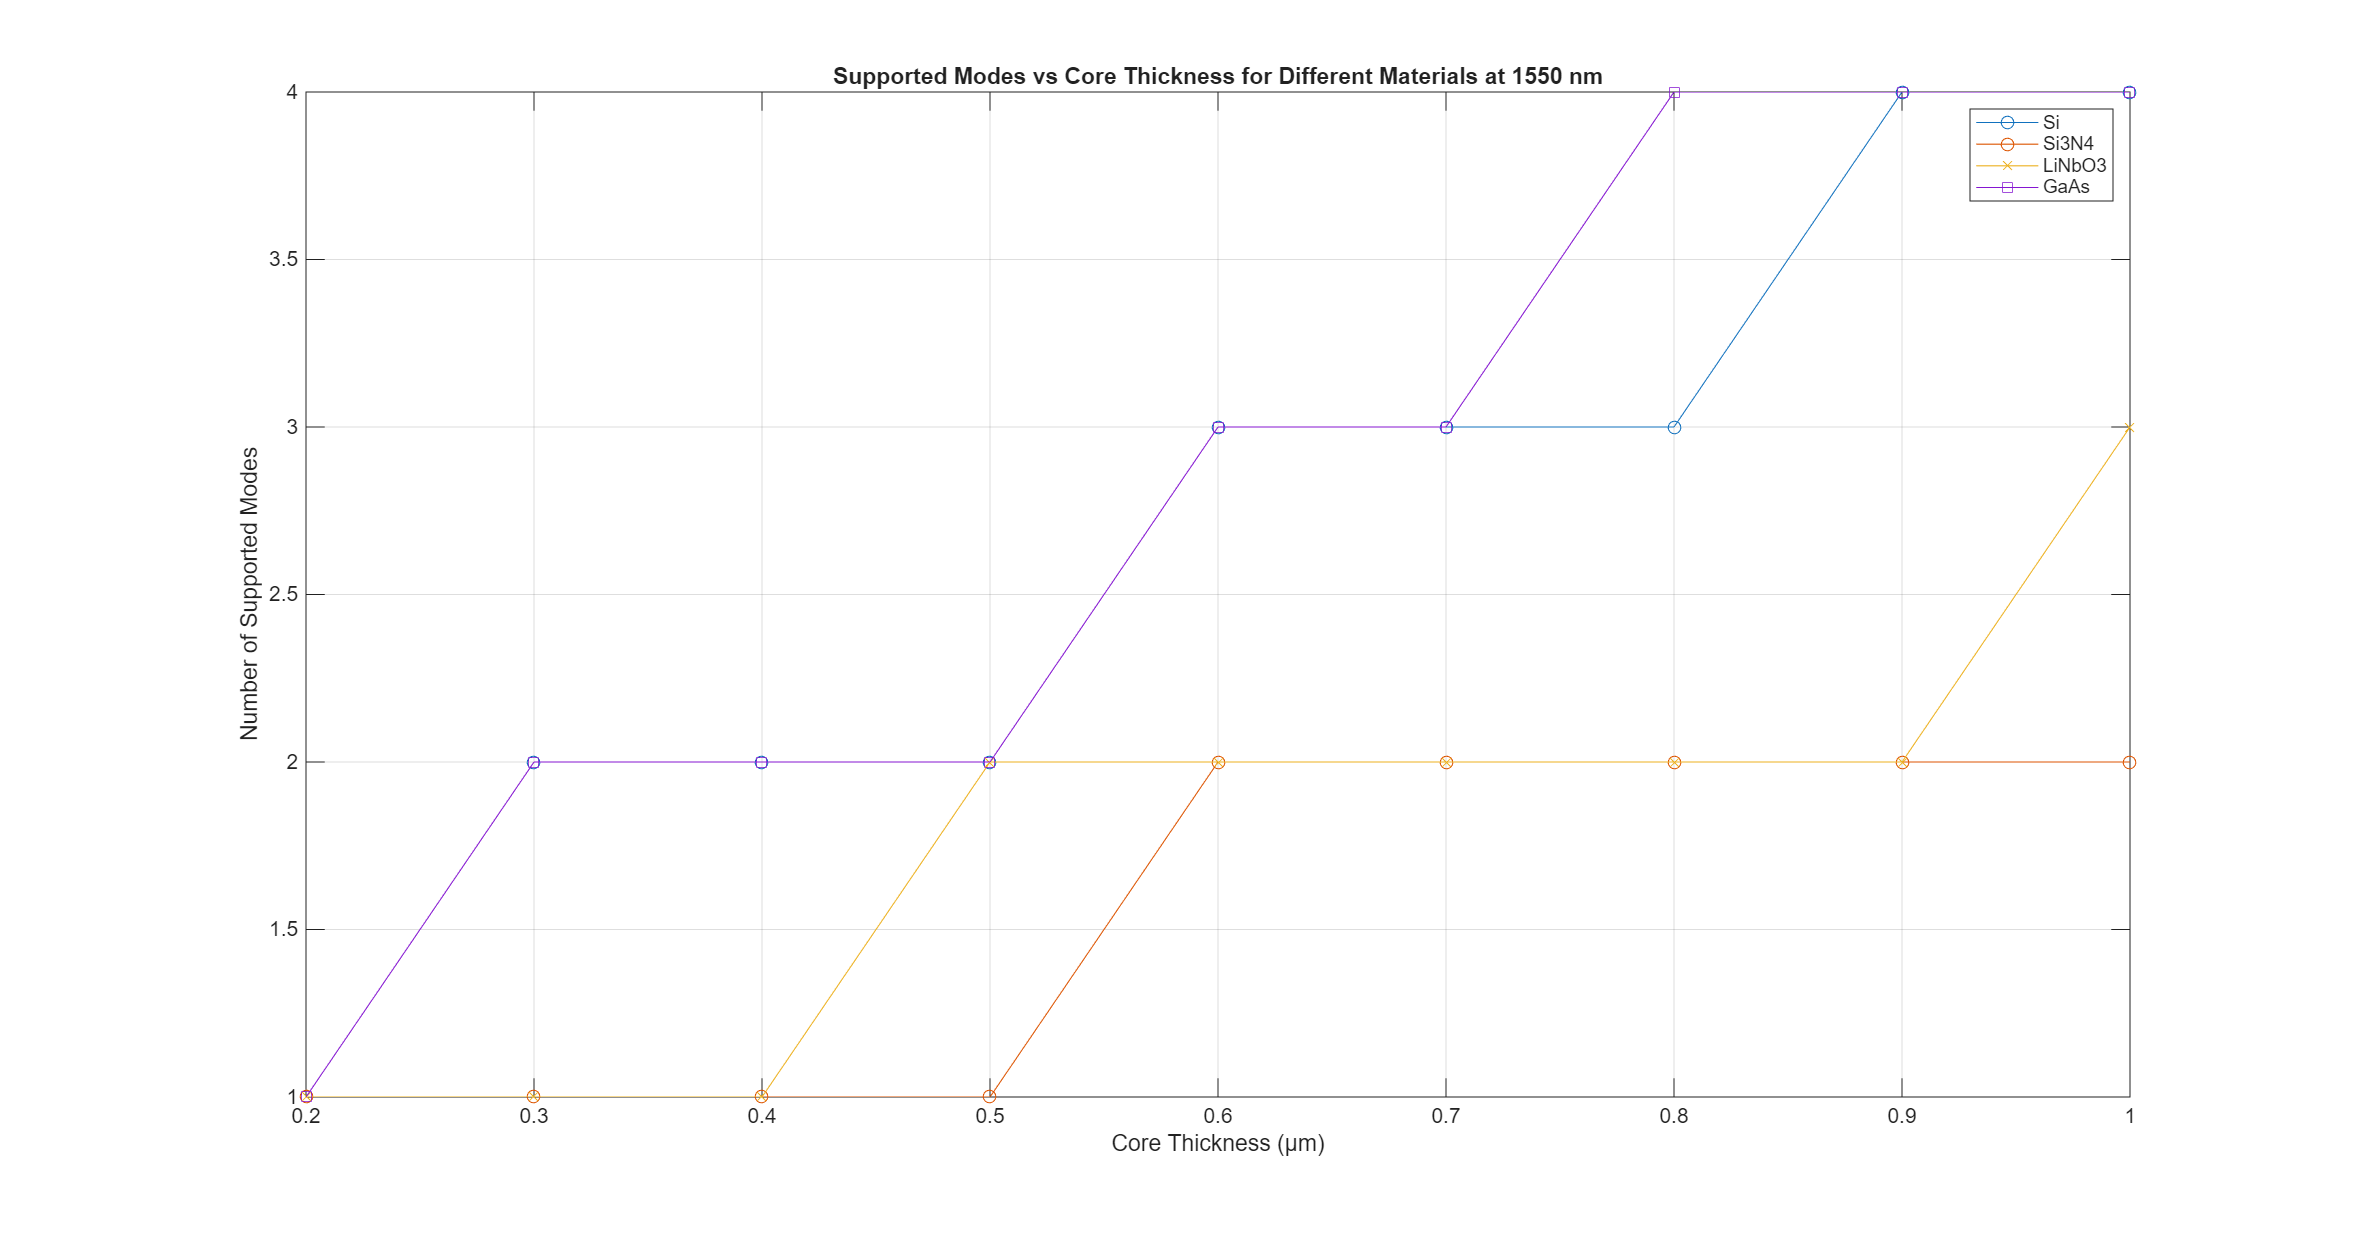 Supported Modes vs Core Thickness for Different Materials at 1550 nm
4
3.5
3
2.5
2
1.5
1
Number of Supported Modes
Si
Si3N4
LiNbO3
GaAs
0.2 0.3 0.4 0.5 0.6 0.7 0.8 0.9 1
Core Thickness (μm)